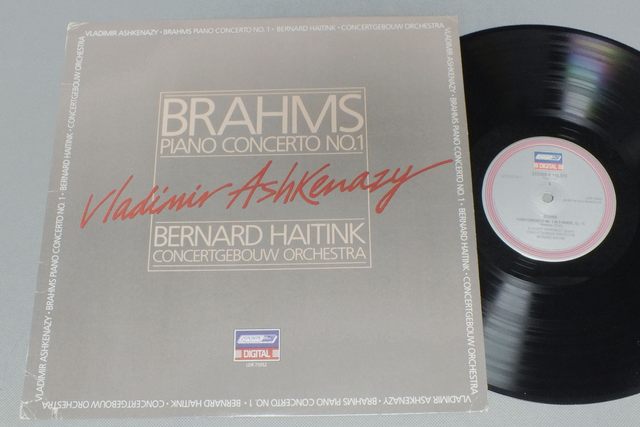 VLADIMIR ASHKENAZY • BRAHMS PIANO CONCERTO NO. 1 • BERNARD HAITINK • CONCERTGEBOUW ORCHESTRA
BRAHMS
PIANO CONCERTO NO.1
Vladimir Ashkenazy
BERNARD HAITINK
CONCERTGEBOUW ORCHESTRA
LONDON
DIGITAL
LDR 71052
VLADIMIR ASHKENAZY • BRAHMS PIANO CONCERTO NO. 1 • BERNARD HAITINK • CONCERTGEBOUW ORCHESTRA
VLADIMIR ASHKENAZY • BRAHMS PIANO CONCERTO NO. 1 • BERNARD HAITINK • CONCERTGEBOUW ORCHESTRA
VLADIMIR ASHKENAZY • BRAHMS PIANO CONCERTO NO. 1 • BERNARD HAITINK • CONCERTGEBOUW ORCHESTRA
DIGITAL